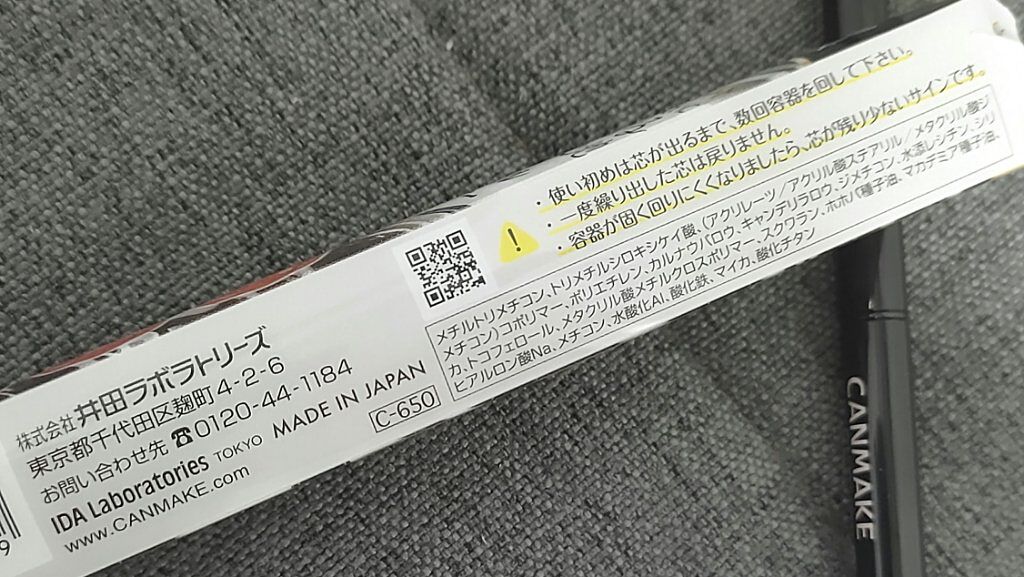 ・使い初めは芯が出るまで、数回容器を回して下さい。
・一度繰り出した芯は戻りません。
・容器が固く回りにくくなりましたら、芯が残り少ないサインです。
メチルトリメチコン、トリメチルシロキシケイ酸、（アクリレーツ／アクリル酸ステアリル／メタクリル酸ジ
メチコン）コポリマー、ポリエチレン、カルナウバロウ、キャンデリラロウ、ジメチコン、水添レシチン、シリ
カ、トコフェロール、メタクリル酸メチルクロスポリマー、スクワラン、ホホバ種子油、マカデミア種子油、
ヒアルロン酸Na、メチコン、水酸化Al、酸化鉄、マイカ、酸化チタン
株式会社 井田ラボラトリーズ
東京都千代田区麹町4-2-6
お問い合わせ先 ☎0120-44-1184
IDA Laboratories TOKYO MADE IN JAPAN C-650
www.CANMAKE.com
9
CANMAKE